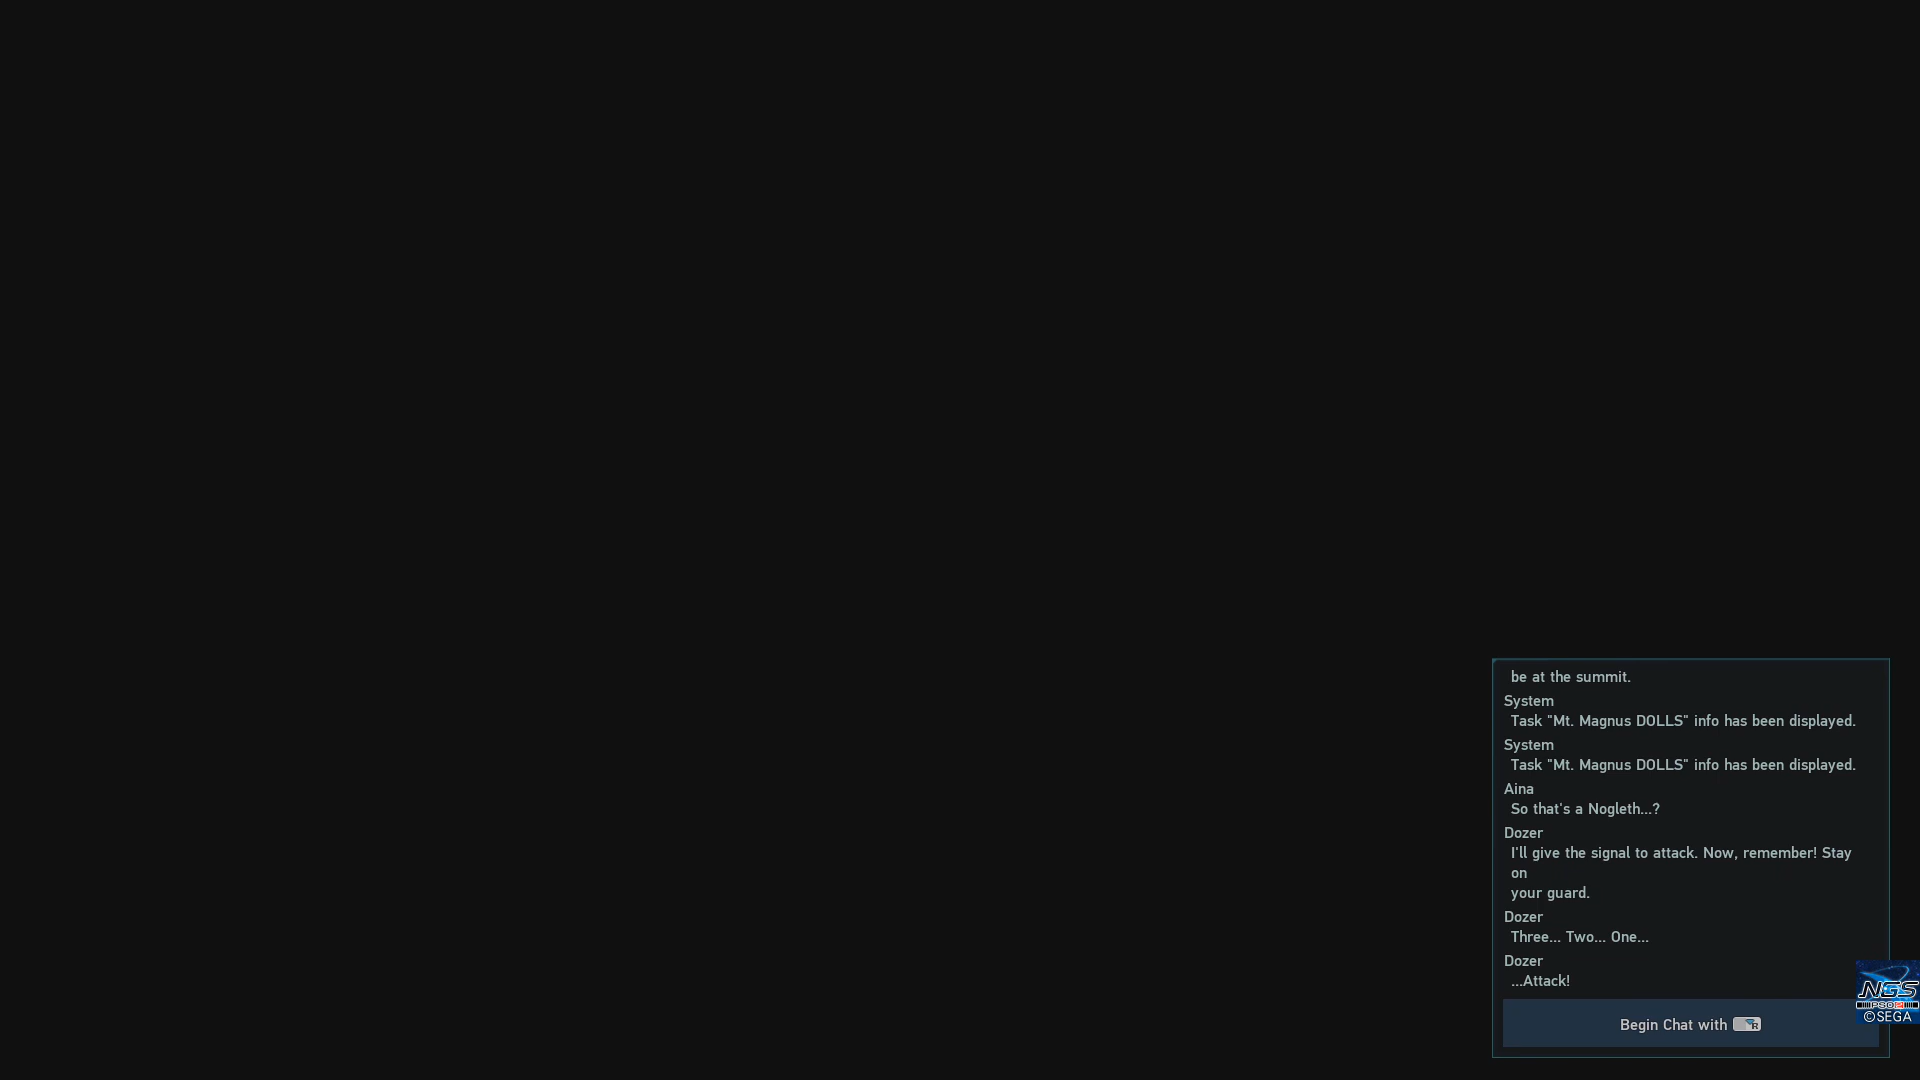 be at the summit.
System
Task "Mt. Magnus DOLLS" info has been displayed.
System
Task "Mt. Magnus DOLLS" info has been displayed.
Aina
So that's a Nogleth...?
Dozer
I'll give the signal to attack. Now, remember! Stay
on
your guard.
Dozer
Three... Two... One...
Dozer
...Attack!
Begin Chat with R
NGS
PSO2
©SEGA